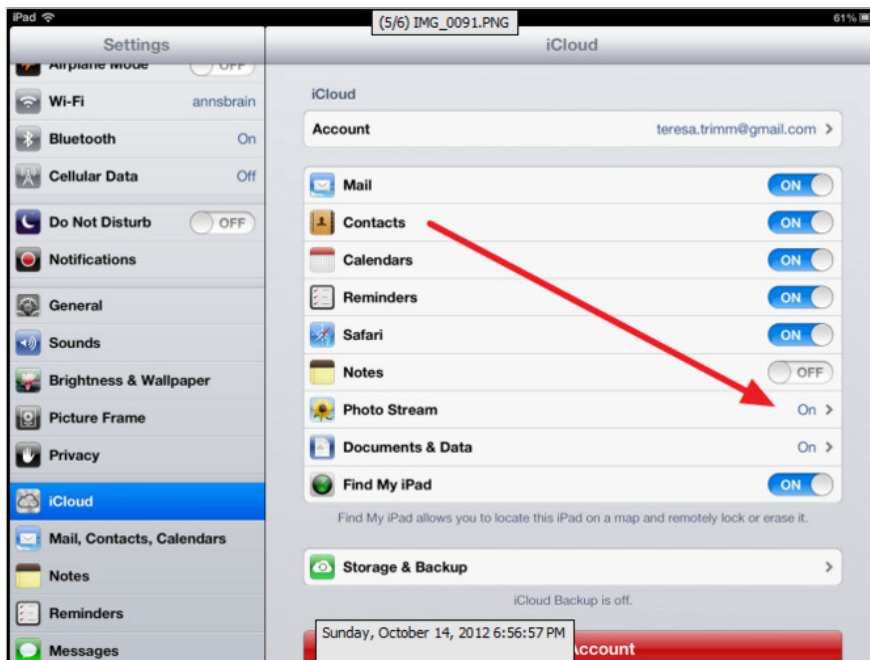 iPad 61%
(5/6) IMG_0091.PNG
Settings
Airplane Mode OFF
Wi-Fi annsbrain
Bluetooth On
Cellular Data Off
Do Not Disturb OFF
Notifications
General
Sounds
Brightness & Wallpaper
Picture Frame
Privacy
iCloud
Mail, Contacts, Calendars
Notes
Reminders
Messages
iCloud
iCloud
Account teresa.trimm@gmail.com
Mail ON
Contacts ON
Calendars ON
Reminders ON
Safari ON
Notes OFF
Photo Stream On
Documents & Data On
Find My iPad ON
Find My iPad allows you to locate this iPad on a map and remotely lock or erase it.
Storage & Backup
iCloud Backup is off.
Sunday, October 14, 2012 6:56:57 PM
Account